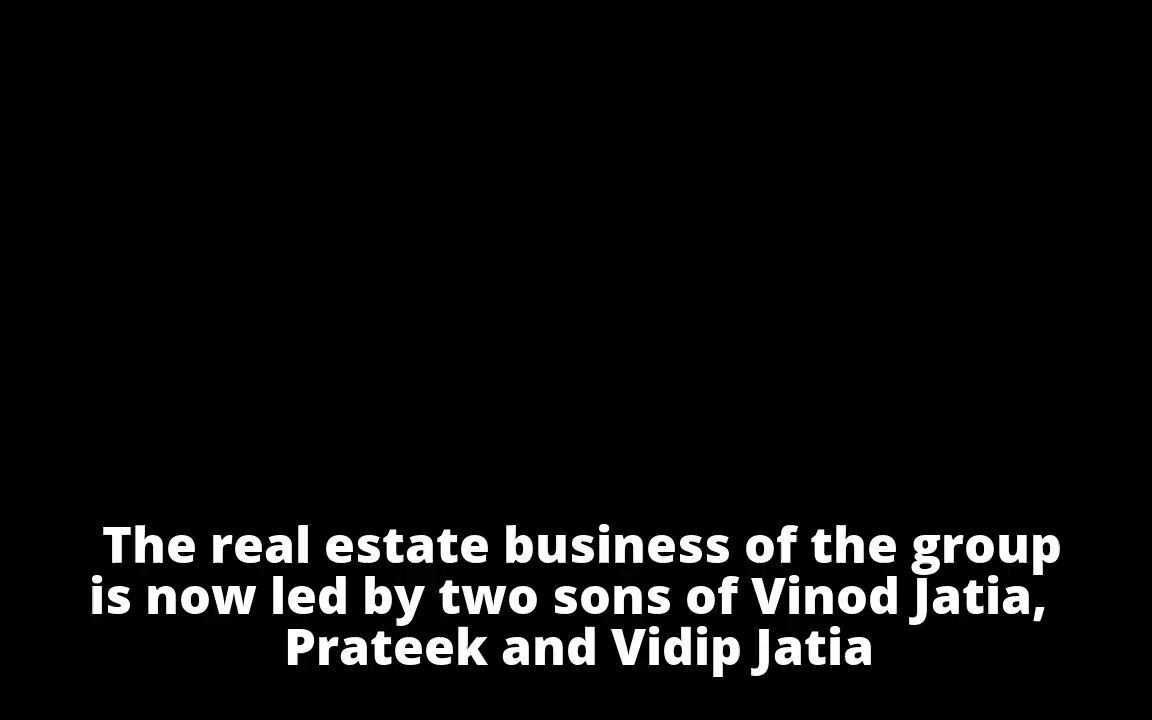 The real estate business of the group
is now led by two sons of Vinod Jatia,
Prateek and Vidip Jatia